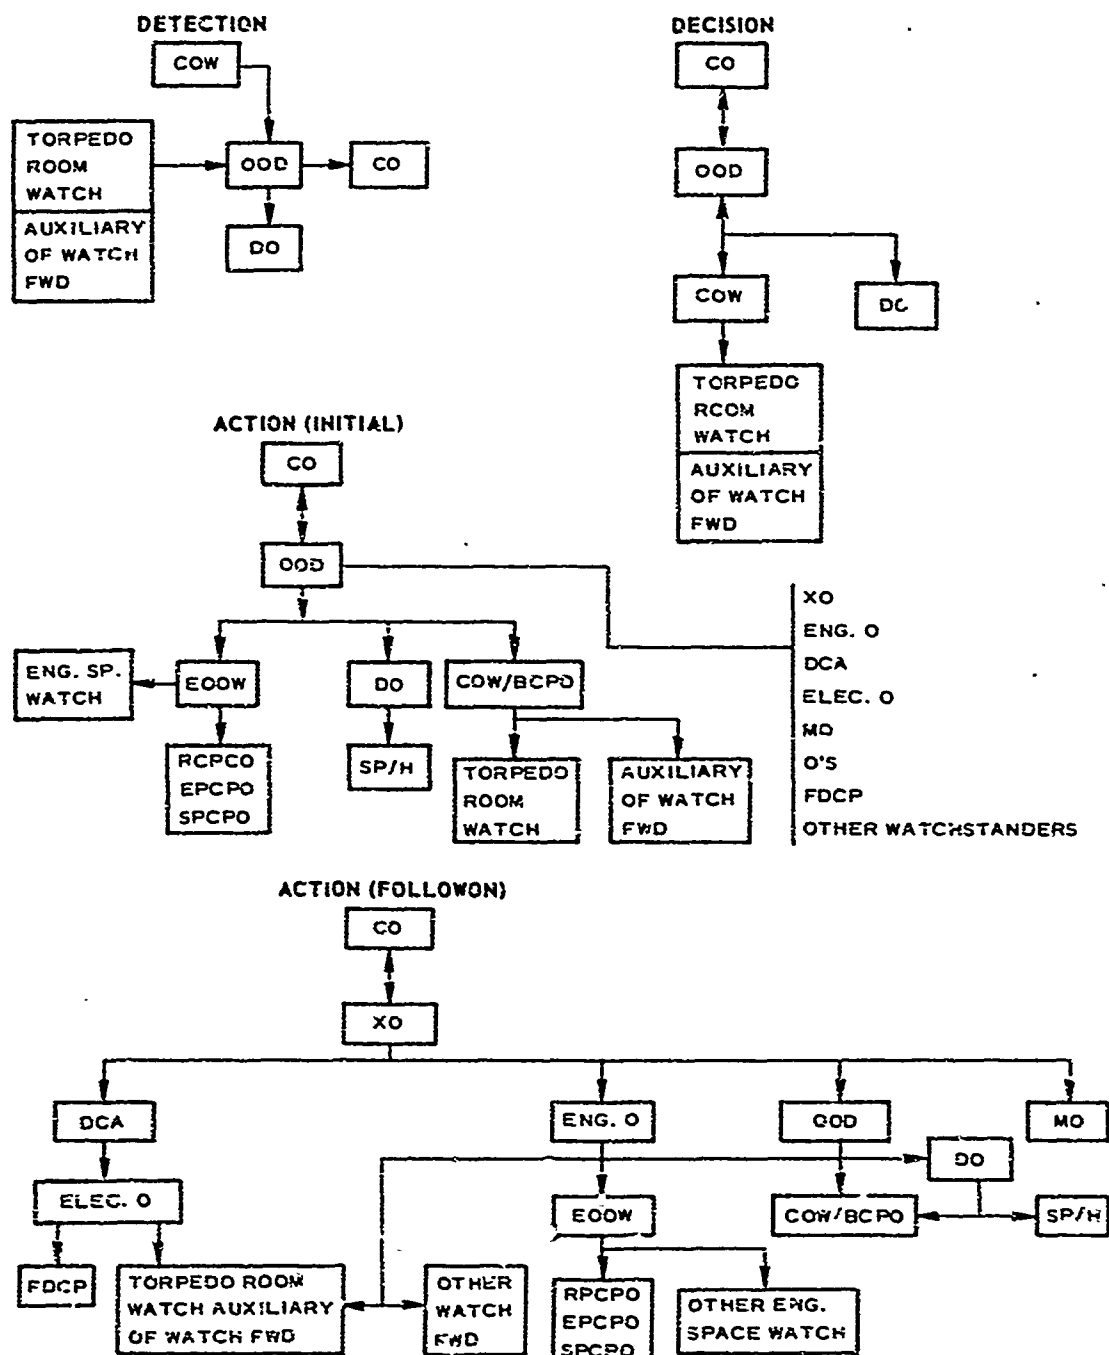 DETECTION
COW
TORPEDO
ROOM
WATCH
AUXILIARY
OF WATCH
FWD
OOD
CO
DO
DECISION
CO
OOD
COW
DO
TORPEDO
ROOM
WATCH
AUXILIARY
OF WATCH
FWD
ACTION (INITIAL)
CO
OOD
ENG. SP.
WATCH
EOOW
DO
COW/BCPO
RCPCO
EPCPO
SPCPO
SP/H
TORPEDO
ROOM
WATCH
AUXILIARY
OF WATCH
FWD
XO
ENG. O
DCA
ELEC. O
MO
O'S
FDCP
OTHER WATCHSTANDERS
ACTION (FOLLOWON)
CO
XO
DCA
ENG. O
OOD
MO
DO
ELEC. O
EOOW
COW/BCPO
SP/H
FDCP
TORPEDO ROOM
WATCH AUXILIARY
OF WATCH FWD
OTHER
WATCH
FWD
RPCPO
EPCPO
SPCPO
OTHER ENG.
SPACE WATCH